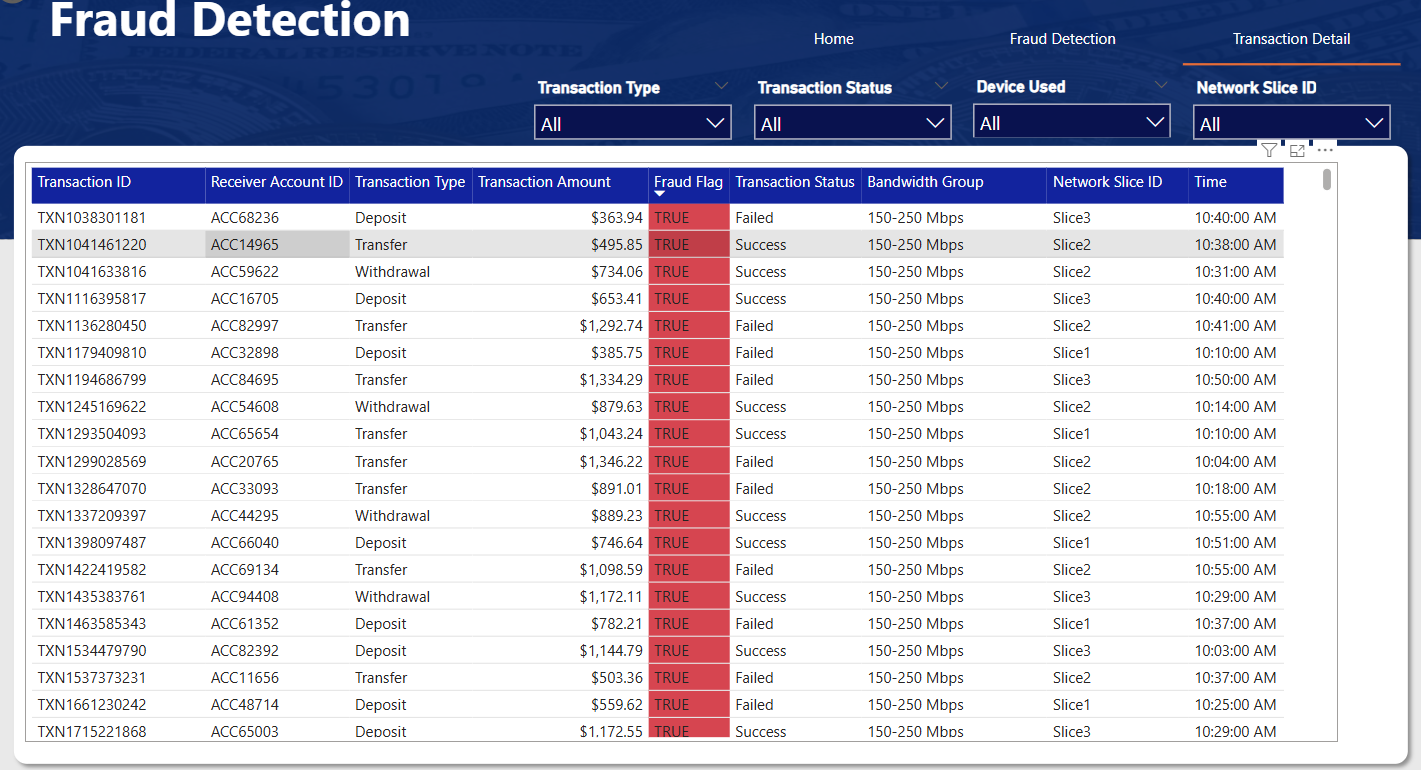 Fraud Detection
Home Fraud Detection Transaction Detail
FEDERAL RESERVE NOTE
Transaction Type Transaction Status Device Used Network Slice ID
All All All All
Transaction ID Receiver Account ID Transaction Type Transaction Amount Fraud Flag Transaction Status Bandwidth Group Network Slice ID Time
TXN1038301181 ACC68236 Deposit $363.94 TRUE Failed 150-250 Mbps Slice3 10:40:00 AM
TXN1041461220 ACC14965 Transfer $495.85 TRUE Success 150-250 Mbps Slice2 10:38:00 AM
TXN1041633816 ACC59622 Withdrawal $734.06 TRUE Success 150-250 Mbps Slice2 10:31:00 AM
TXN1116395817 ACC16705 Deposit $653.41 TRUE Success 150-250 Mbps Slice3 10:40:00 AM
TXN1136280450 ACC82997 Transfer $1,292.74 TRUE Failed 150-250 Mbps Slice2 10:41:00 AM
TXN1179409810 ACC32898 Deposit $385.75 TRUE Failed 150-250 Mbps Slice1 10:10:00 AM
TXN1194686799 ACC84695 Transfer $1,334.29 TRUE Failed 150-250 Mbps Slice3 10:50:00 AM
TXN1245169622 ACC54608 Withdrawal $879.63 TRUE Success 150-250 Mbps Slice2 10:14:00 AM
TXN1293504093 ACC65654 Transfer $1,043.24 TRUE Success 150-250 Mbps Slice1 10:10:00 AM
TXN1299028569 ACC20765 Transfer $1,346.22 TRUE Failed 150-250 Mbps Slice2 10:04:00 AM
TXN1328647070 ACC33093 Transfer $891.01 TRUE Failed 150-250 Mbps Slice2 10:18:00 AM
TXN1337209397 ACC44295 Withdrawal $889.23 TRUE Success 150-250 Mbps Slice2 10:55:00 AM
TXN1398097487 ACC66040 Deposit $746.64 TRUE Success 150-250 Mbps Slice1 10:51:00 AM
TXN1422419582 ACC69134 Transfer $1,098.59 TRUE Failed 150-250 Mbps Slice2 10:55:00 AM
TXN1435383761 ACC94408 Withdrawal $1,172.11 TRUE Success 150-250 Mbps Slice3 10:29:00 AM
TXN1463585343 ACC61352 Deposit $782.21 TRUE Failed 150-250 Mbps Slice1 10:37:00 AM
TXN1534479790 ACC82392 Deposit $1,144.79 TRUE Success 150-250 Mbps Slice3 10:03:00 AM
TXN1537373231 ACC11656 Transfer $503.36 TRUE Failed 150-250 Mbps Slice2 10:37:00 AM
TXN1661230242 ACC48714 Deposit $559.62 TRUE Failed 150-250 Mbps Slice1 10:25:00 AM
TXN1715221868 ACC65003 Deposit $1,172.55 TRUE Success 150-250 Mbps Slice3 10:29:00 AM